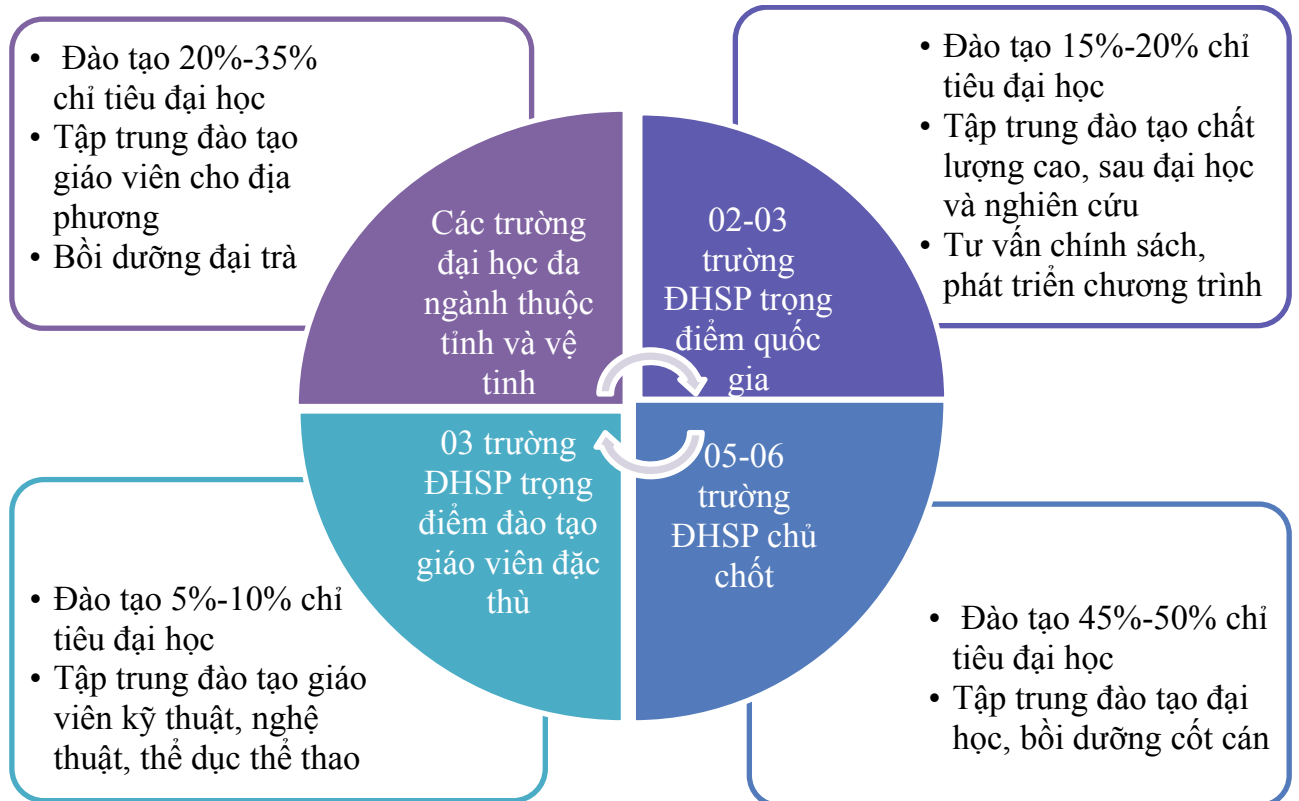 • Đào tạo 20%-35%
chỉ tiêu đại học
• Tập trung đào tạo
giáo viên cho địa
phương
• Bồi dưỡng đại trà
• Đào tạo 15%-20% chỉ
tiêu đại học
• Tập trung đào tạo chất
lượng cao, sau đại học
và nghiên cứu
• Tư vấn chính sách,
phát triển chương trình
Các trường
đại học đa
ngành thuộc
tỉnh và vệ
tinh
02-03
trường
ĐHSP trọng
điểm quốc
gia
03 trường
ĐHSP trọng
điểm đào tạo
giáo viên đặc
thù
05-06
trường
ĐHSP chủ
chốt
• Đào tạo 5%-10% chỉ
tiêu đại học
• Tập trung đào tạo giáo
viên kỹ thuật, nghệ
thuật, thể dục thể thao
• Đào tạo 45%-50% chỉ
tiêu đại học
• Tập trung đào tạo đại
học, bồi dưỡng cốt cán